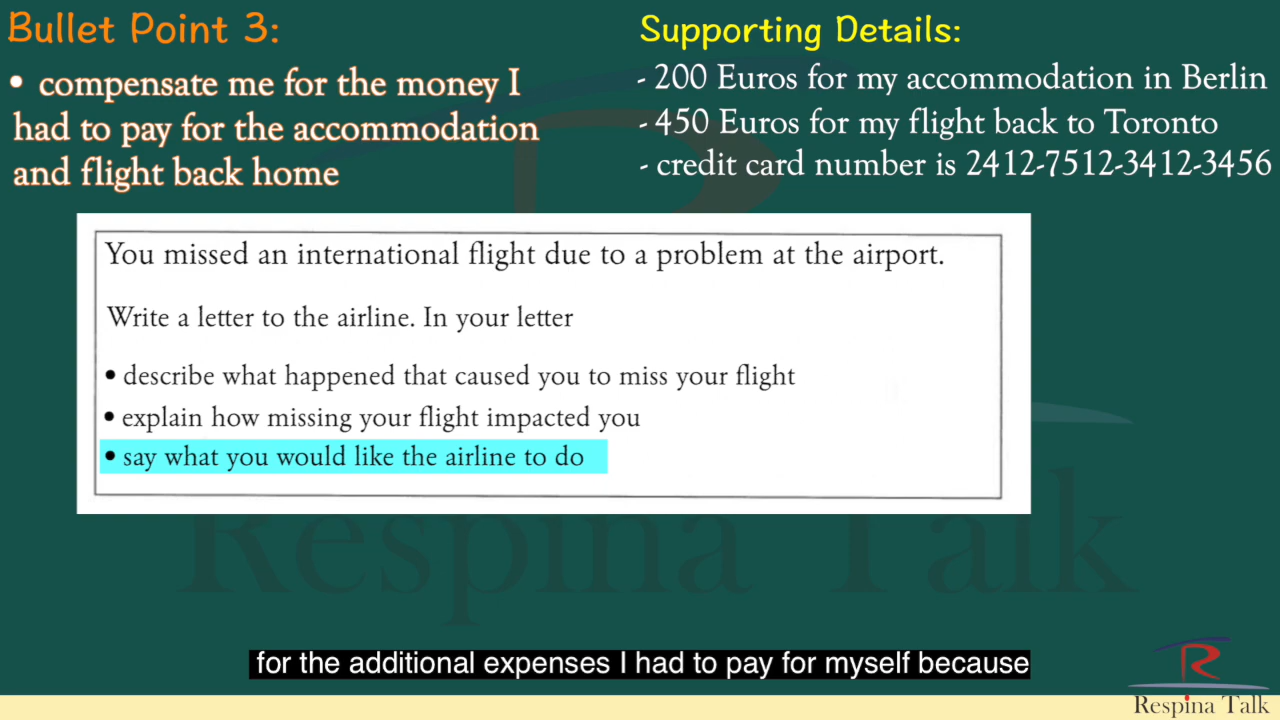 Bullet Point 3:
• compensate me for the money I
had to pay for the accommodation
and flight back home
Supporting Details:
- 200 Euros for my accommodation in Berlin
- 450 Euros for my flight back to Toronto
- credit card number is 2412-7512-3412-3456
You missed an international flight due to a problem at the airport.
Write a letter to the airline. In your letter
• describe what happened that caused you to miss your flight
• explain how missing your flight impacted you
• say what you would like the airline to do
Respina Talk
for the additional expenses I had to pay for myself because
Respina Talk